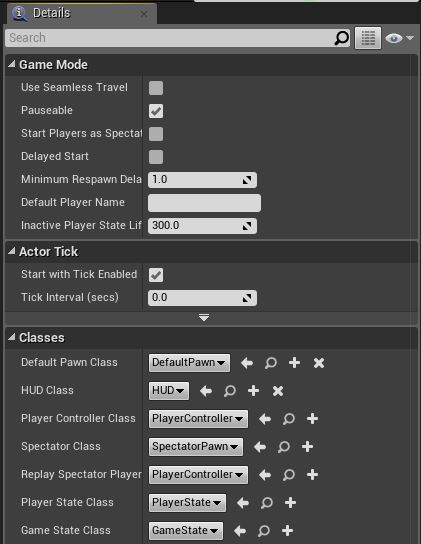 Details
Search
Game Mode
Use Seamless Travel
Pauseable
Start Players as Spectat
Delayed Start
Minimum Respawn Dela 1.0
Default Player Name
Inactive Player State Lif 300.0
Actor Tick
Start with Tick Enabled
Tick Interval (secs) 0.0
Classes
Default Pawn Class DefaultPawn
HUD Class HUD
Player Controller Class PlayerController
Spectator Class SpectatorPawn
Replay Spectator Player PlayerController
Player State Class PlayerState
Game State Class GameState